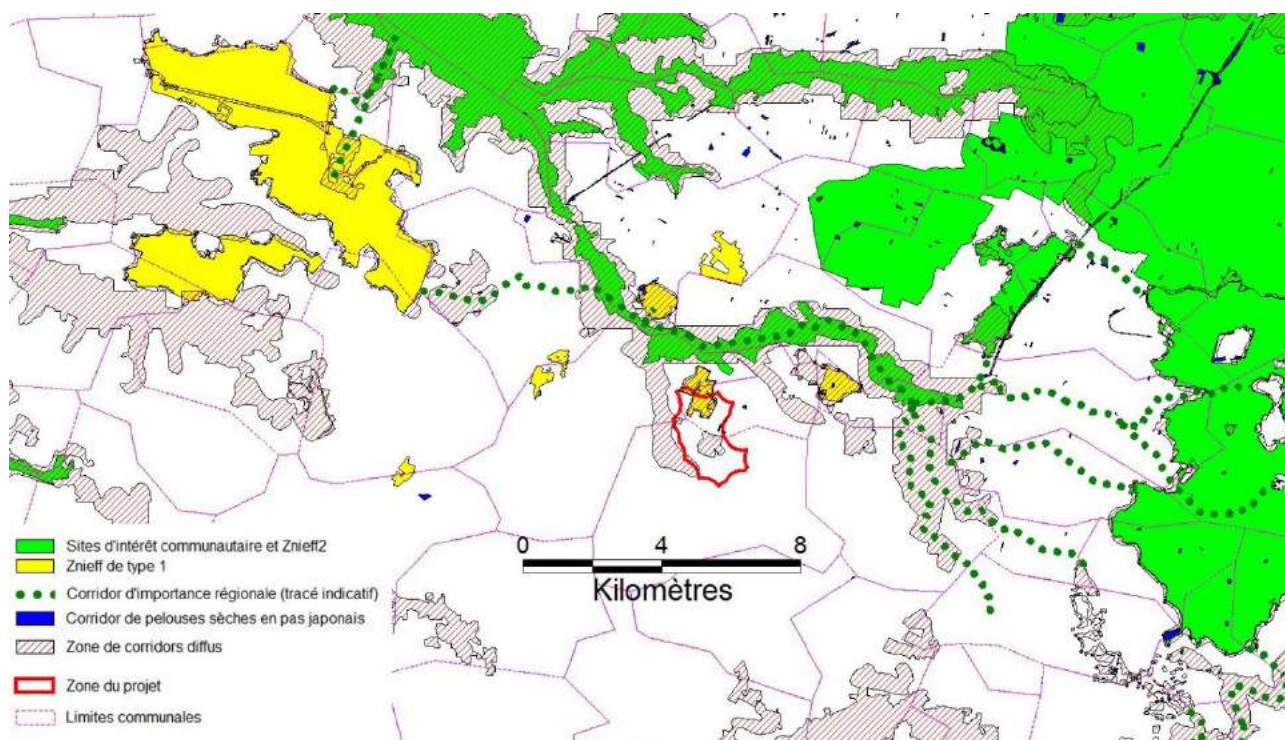 0 4 8
Kilomètres
Sites d'intérêt communautaire et Znieff2
Znieff de type 1
Corridor d'importance régionale (tracé indicatif)
Corridor de pelouses sèches en pas japonais
Zone de corridors diffus
Zone du projet
Limites communales